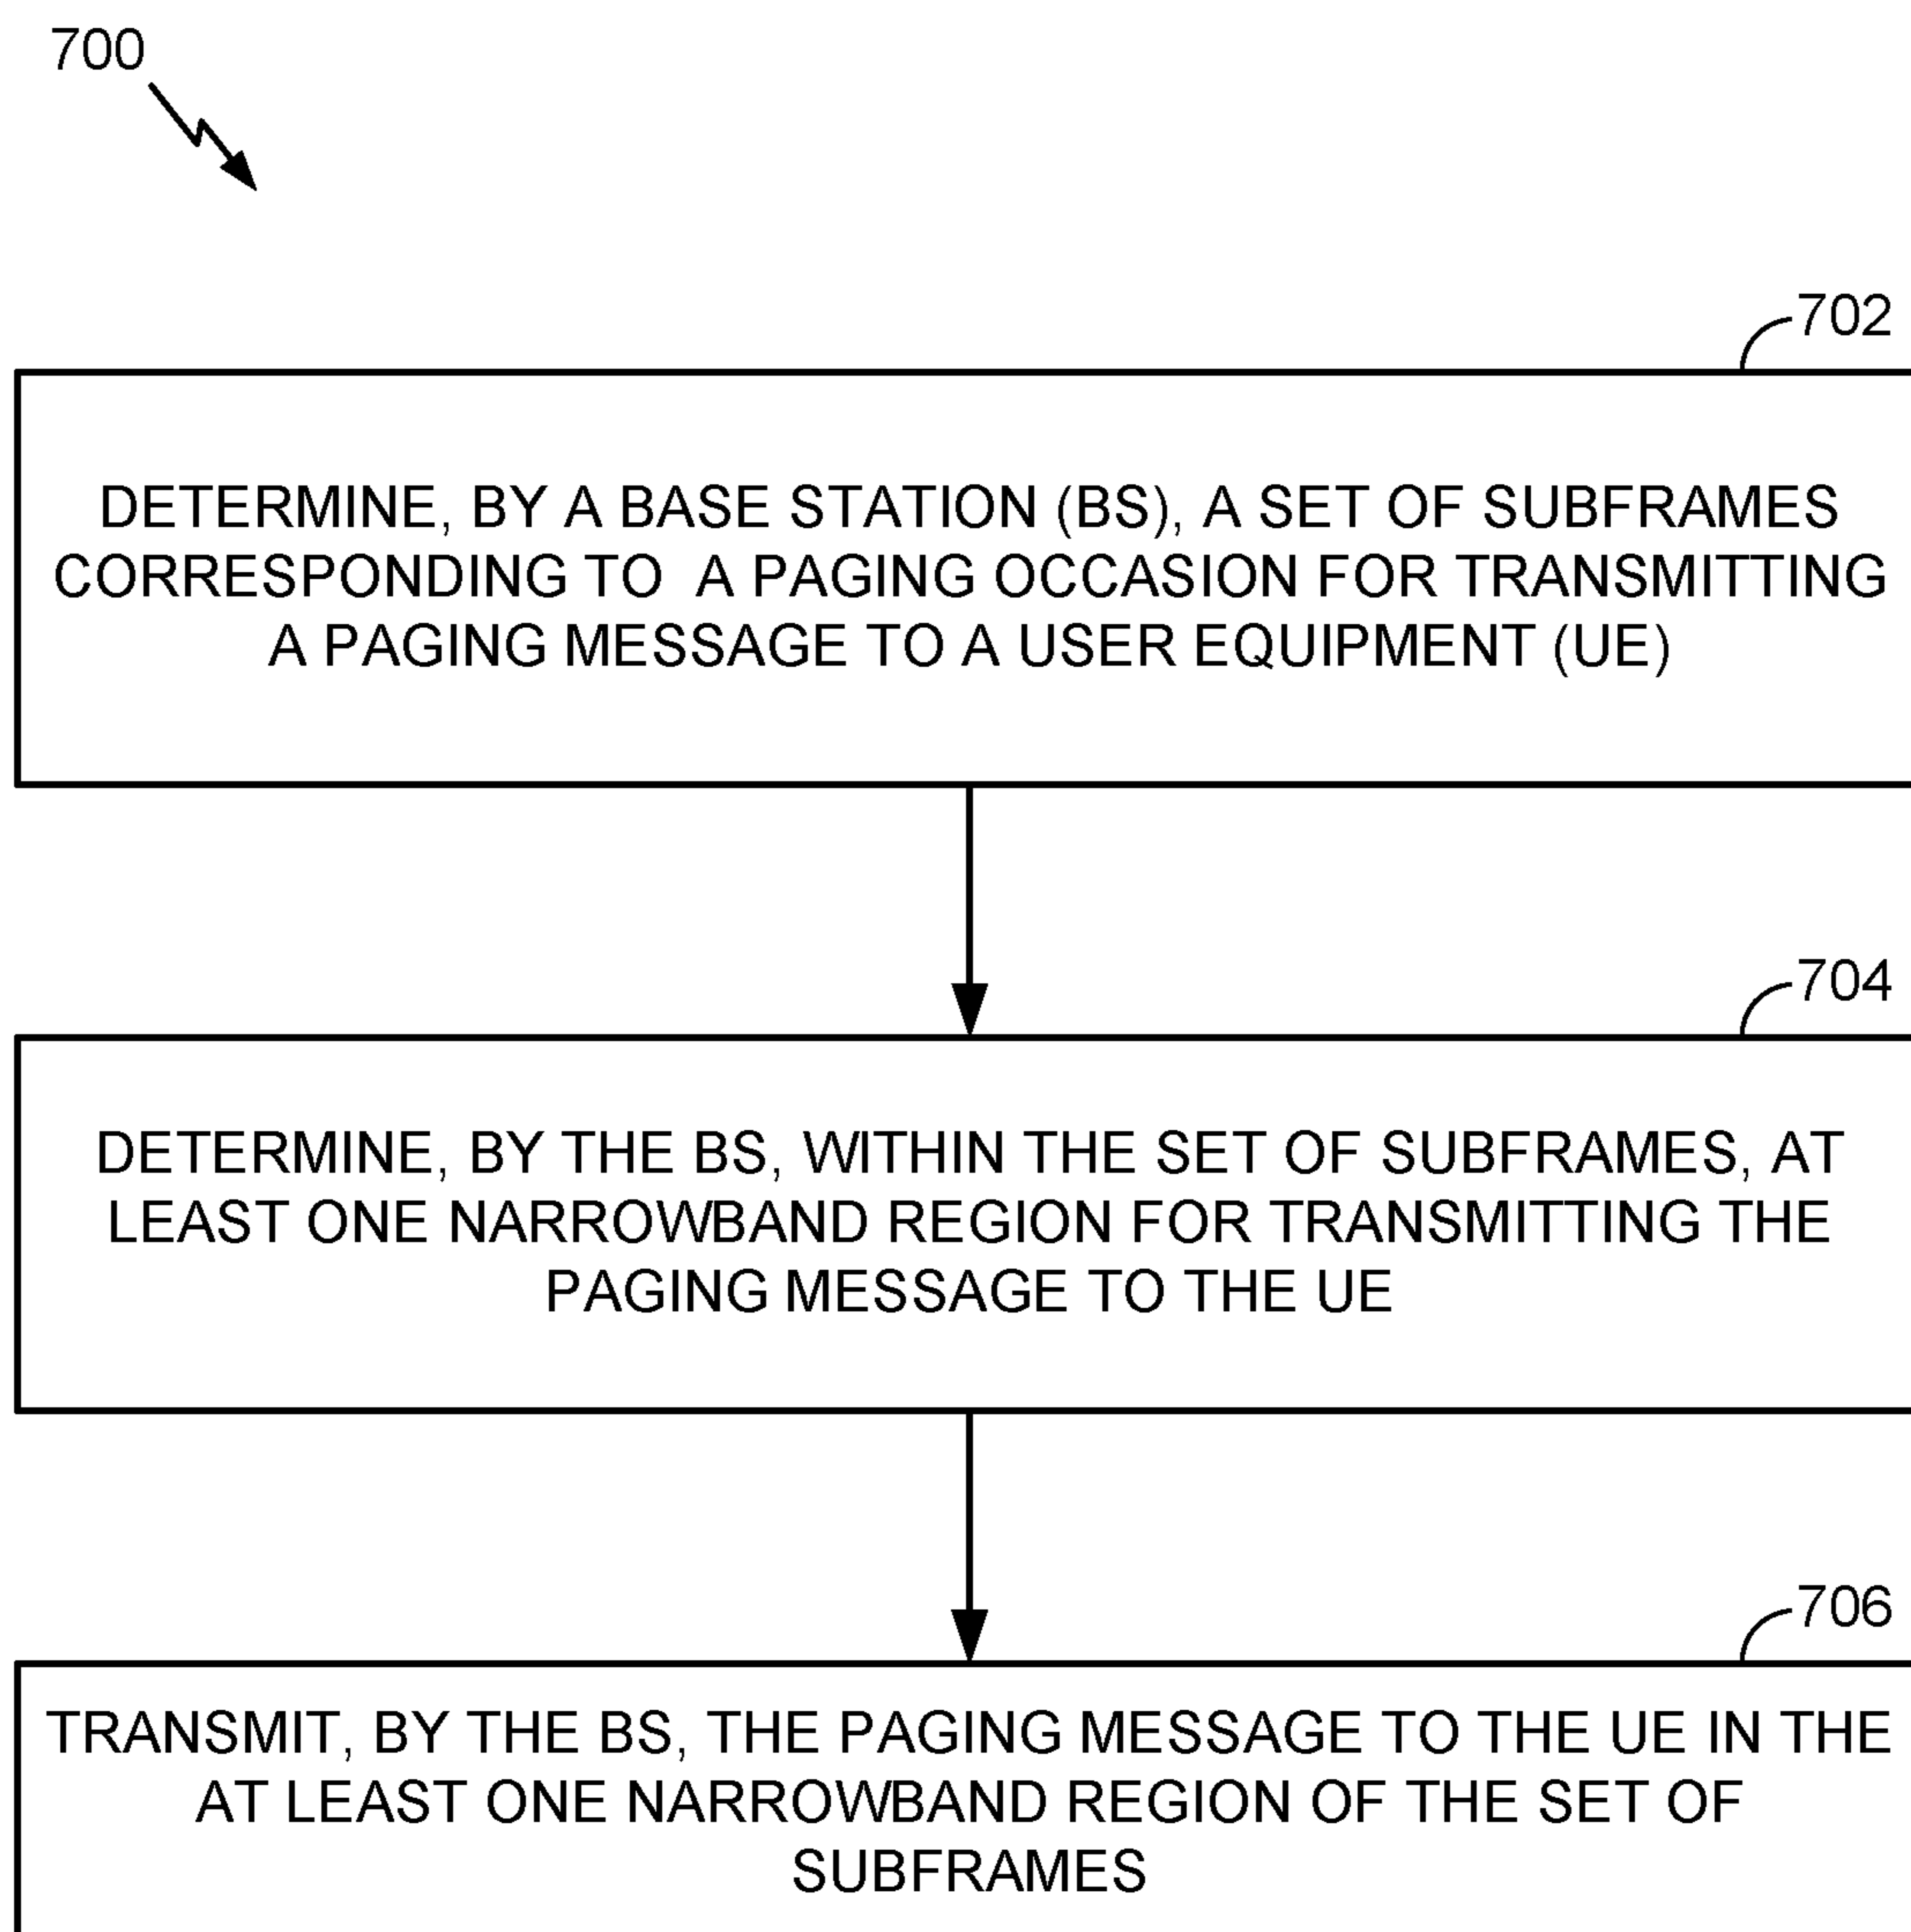 700
702
DETERMINE, BY A BASE STATION (BS), A SET OF SUBFRAMES
CORRESPONDING TO  A PAGING OCCASION FOR TRANSMITTING
A PAGING MESSAGE TO A USER EQUIPMENT (UE)
704
DETERMINE, BY THE BS, WITHIN THE SET OF SUBFRAMES, AT
LEAST ONE NARROWBAND REGION FOR TRANSMITTING THE
PAGING MESSAGE TO THE UE
706
TRANSMIT, BY THE BS, THE PAGING MESSAGE TO THE UE IN THE
AT LEAST ONE NARROWBAND REGION OF THE SET OF
SUBFRAMES